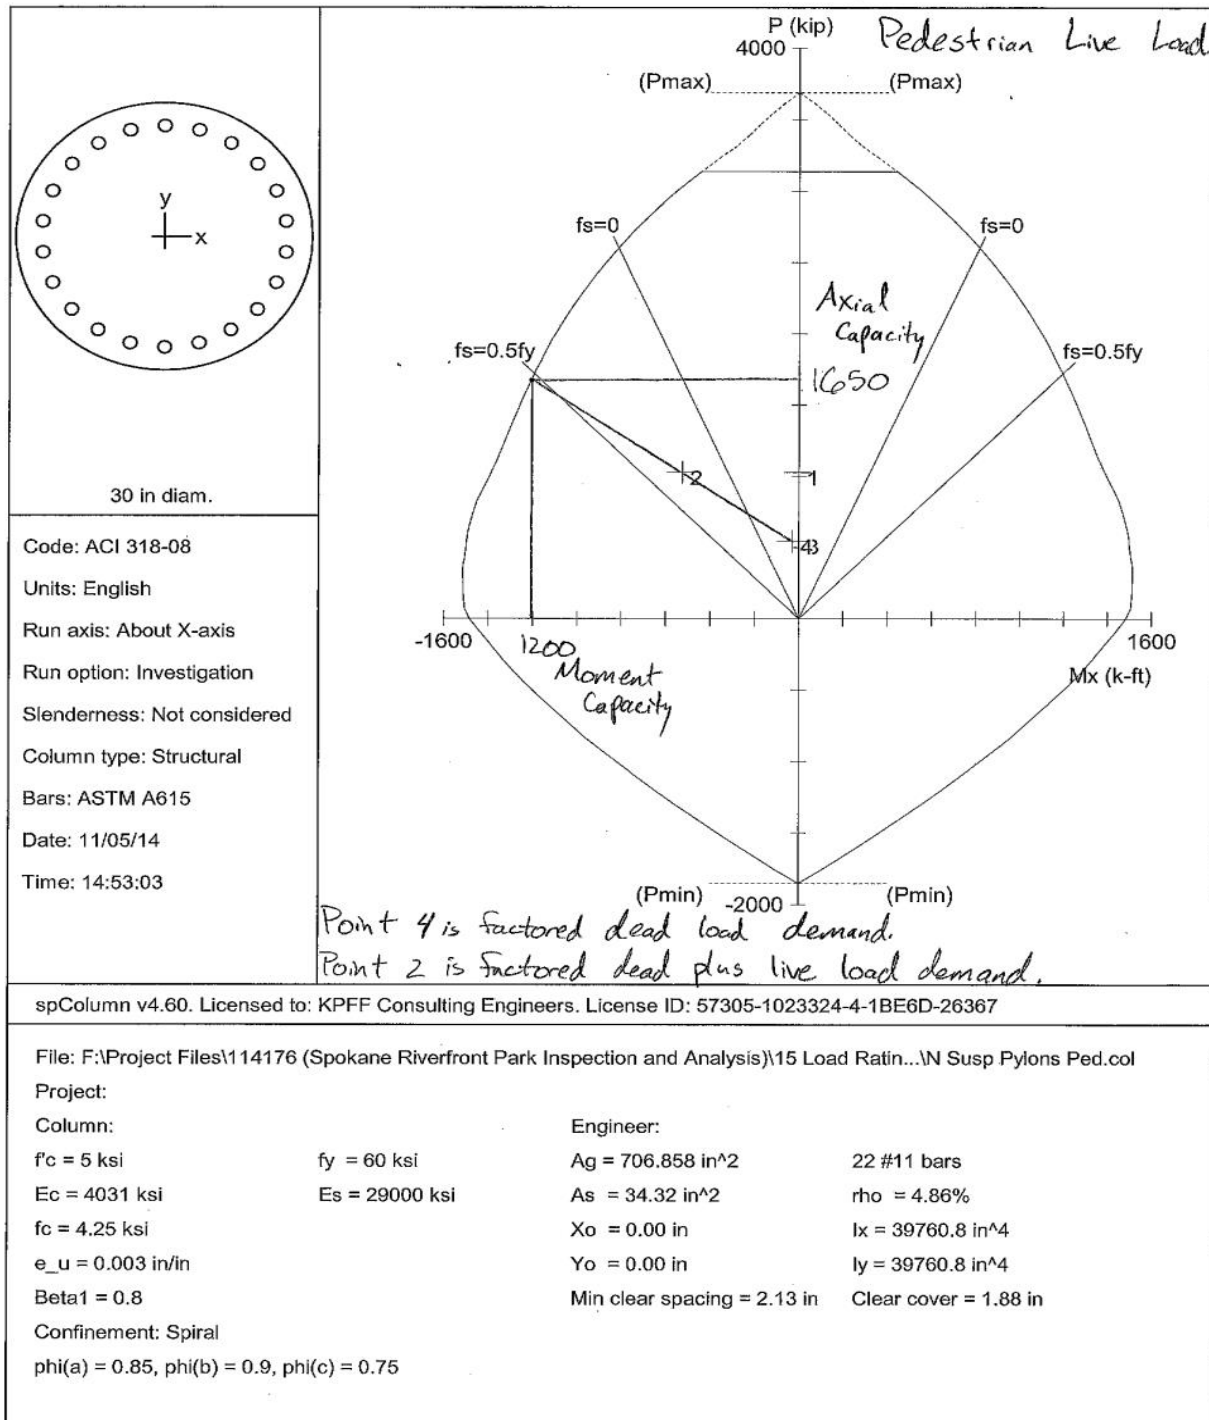 P (kip)
Pedestrian Live Load
4000
(Pmax)
(Pmax)
y
x
fs=0
fs=0
Axial
Capacity
fs=0.5fy
fs=0.5fy
1650
2
1
30 in diam.
43
Code: ACI 318-08
Units: English
Run axis: About X-axis
-1600
1200
1600
Run option: Investigation
Moment
Mx (k-ft)
Capacity
Slenderness: Not considered
Column type: Structural
Bars: ASTM A615
Date: 11/05/14
Time: 14:53:03
(Pmin)
-2000
(Pmin)
Point 4 is factored dead load demand.
Point 2 is factored dead plus live load demand.
spColumn v4.60. Licensed to: KPFF Consulting Engineers. License ID: 57305-1023324-4-1BE6D-26367
File: F:\Project Files\114176 (Spokane Riverfront Park Inspection and Analysis)\15 Load Ratin...\N Susp Pylons Ped.col
Project:
Column:
Engineer:
f'c = 5 ksi
fy = 60 ksi
Ag = 706.858 in^2
22 #11 bars
Ec = 4031 ksi
Es = 29000 ksi
As = 34.32 in^2
rho = 4.86%
fc = 4.25 ksi
Xo = 0.00 in
Ix = 39760.8 in^4
e_u = 0.003 in/in
Yo = 0.00 in
Iy = 39760.8 in^4
Beta1 = 0.8
Min clear spacing = 2.13 in
Clear cover = 1.88 in
Confinement: Spiral
phi(a) = 0.85, phi(b) = 0.9, phi(c) = 0.75